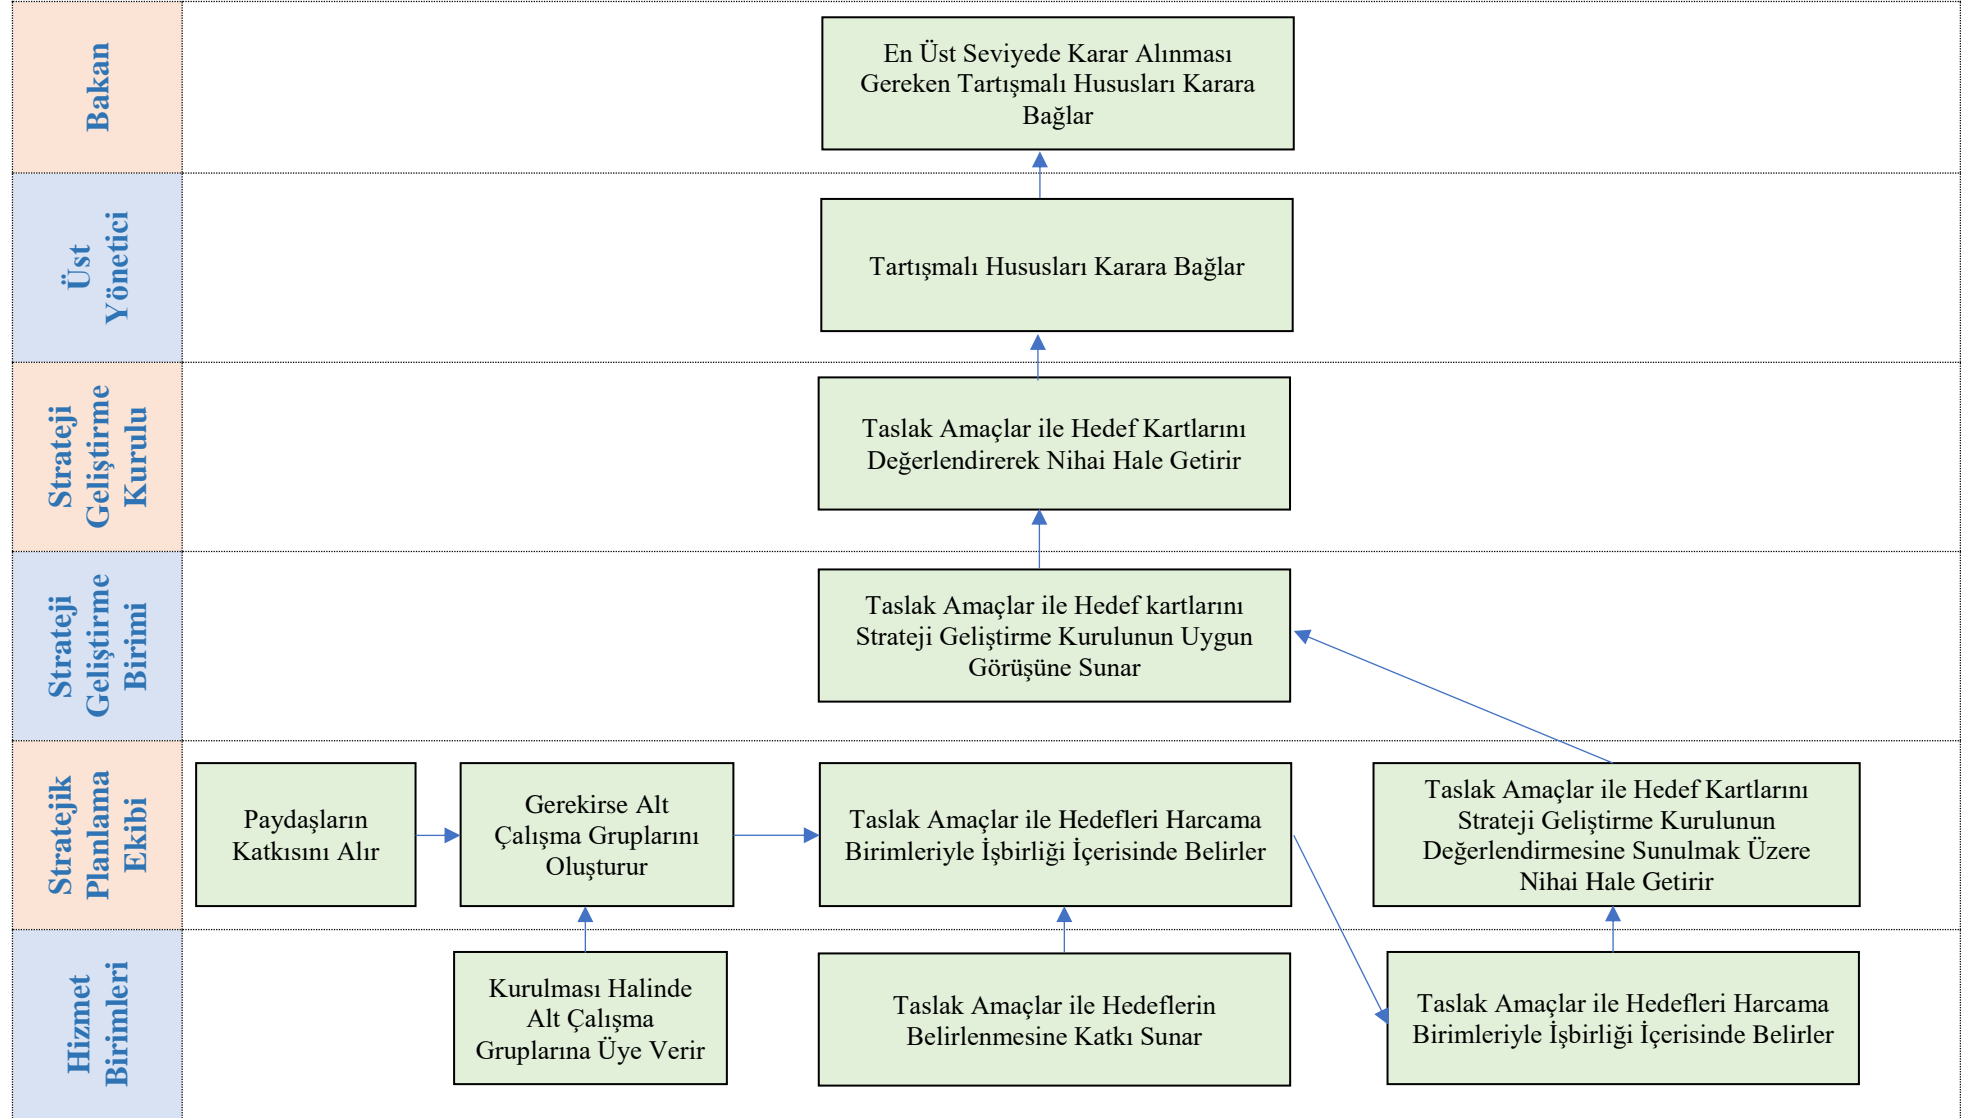 Bakan
En Üst Seviyede Karar Alınması
Gereken Tartışmalı Hususları Karara
Bağlar
Üst
Yönetici
Tartışmalı Hususları Karara Bağlar
Strateji
Geliştirme
Kurulu
Taslak Amaçlar ile Hedef Kartlarını
Değerlendirerek Nihai Hale Getirir
Strateji
Geliştirme
Birimi
Taslak Amaçlar ile Hedef kartlarını
Strateji Geliştirme Kurulunun Uygun
Görüşüne Sunar
Stratejik
Planlama
Ekibi
Paydaşların
Katkısını Alır
Gerekirse Alt
Çalışma Gruplarını
Oluşturur
Taslak Amaçlar ile Hedefleri Harcama
Birimleriyle İşbirliği İçerisinde Belirler
Taslak Amaçlar ile Hedef Kartlarını
Strateji Geliştirme Kurulunun
Değerlendirmesine Sunulmak Üzere
Nihai Hale Getirir
Hizmet
Birimleri
Kurulması Halinde
Alt Çalışma
Gruplarına Üye Verir
Taslak Amaçlar ile Hedeflerin
Belirlenmesine Katkı Sunar
Taslak Amaçlar ile Hedefleri Harcama
Birimleriyle İşbirliği İçerisinde Belirler